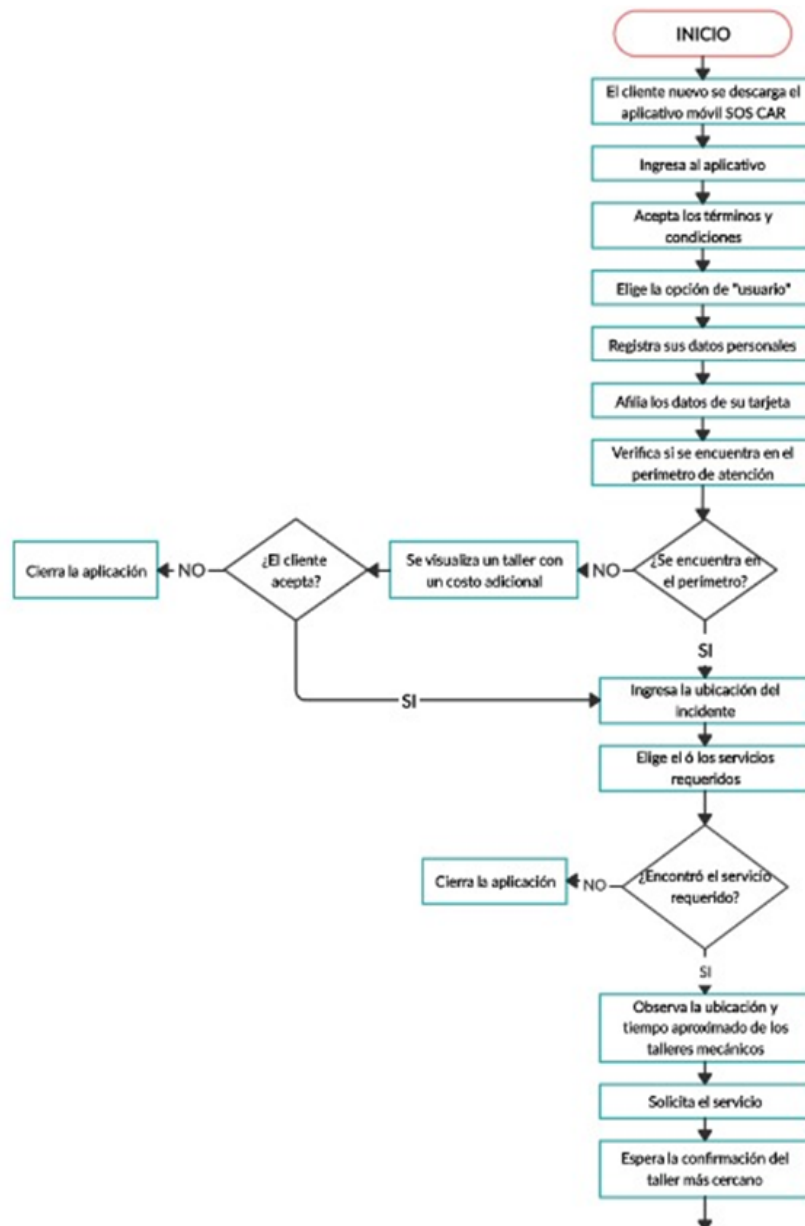 INICIO
El cliente nuevo se descarga el
aplicativo móvil SOS CAR
Ingresa al aplicativo
Acepta los términos y
condiciones
Elige la opción de "usuario"
Registra sus datos personales
Afilia los datos de su tarjeta
Verifica si se encuentra en el
perímetro de atención
¿Se encuentra en
el perímetro?
NO
Se visualiza un taller con
un costo adicional
¿El cliente
acepta?
NO
Cierra la aplicación
SI
SI
Ingresa la ubicación del
incidente
Elige el ó los servicios
requeridos
¿Encontró el servicio
requerido?
NO
Cierra la aplicación
SI
Observa la ubicación y
tiempo aproximado de los
talleres mecánicos
Solicita el servicio
Espera la confirmación del
taller más cercano